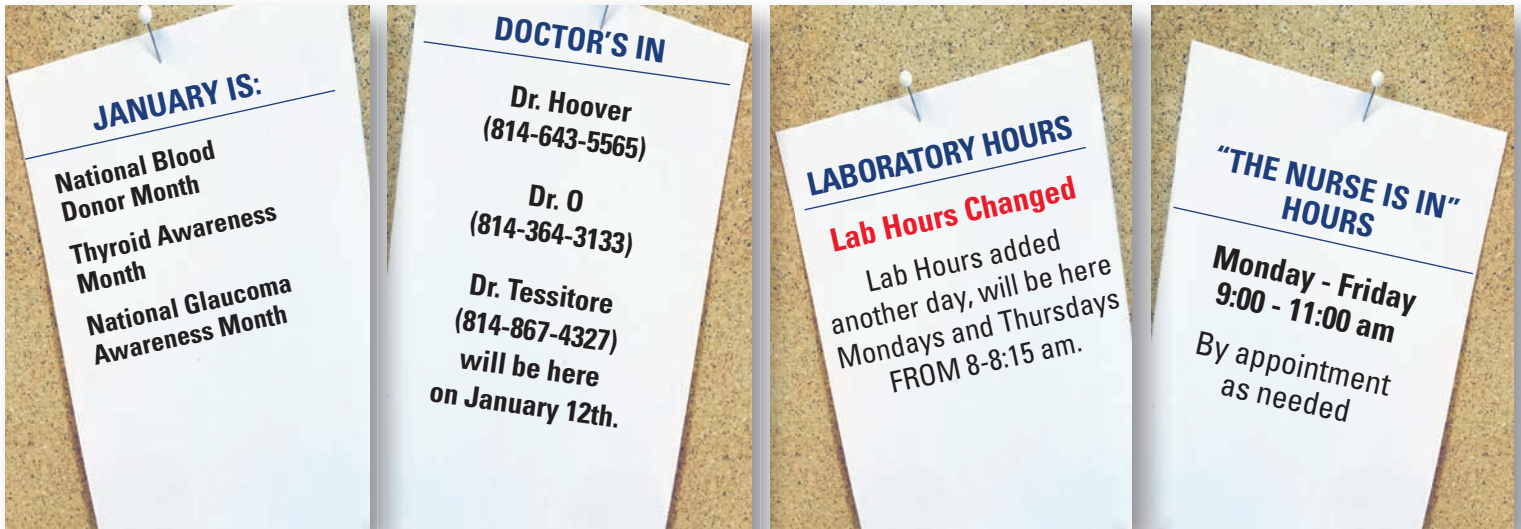 JANUARY IS:
National Blood
Donor Month
Thyroid Awareness
Month
National Glaucoma
Awareness Month
DOCTOR'S IN
Dr. Hoover
(814-643-5565)
Dr. O
(814-364-3133)
Dr. Tessitore
(814-867-4327)
will be here
on January 12th.
LABORATORY HOURS
Lab Hours Changed
Lab Hours added
another day, will be here
Mondays and Thursdays
FROM 8-8:15 am.
“THE NURSE IS IN”
HOURS
Monday - Friday
9:00 - 11:00 am
By appointment
as needed